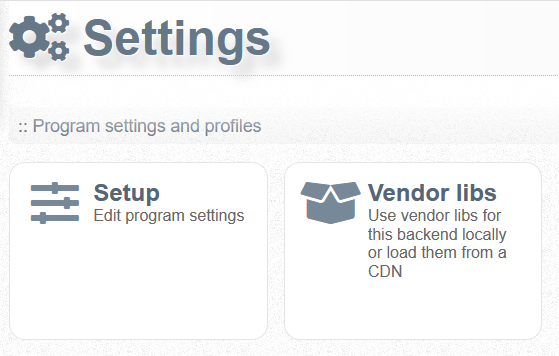 Settings
:: Program settings and profiles
Setup
Edit program settings
Vendor libs
Use vendor libs for
this backend locally
or load them from a
CDN